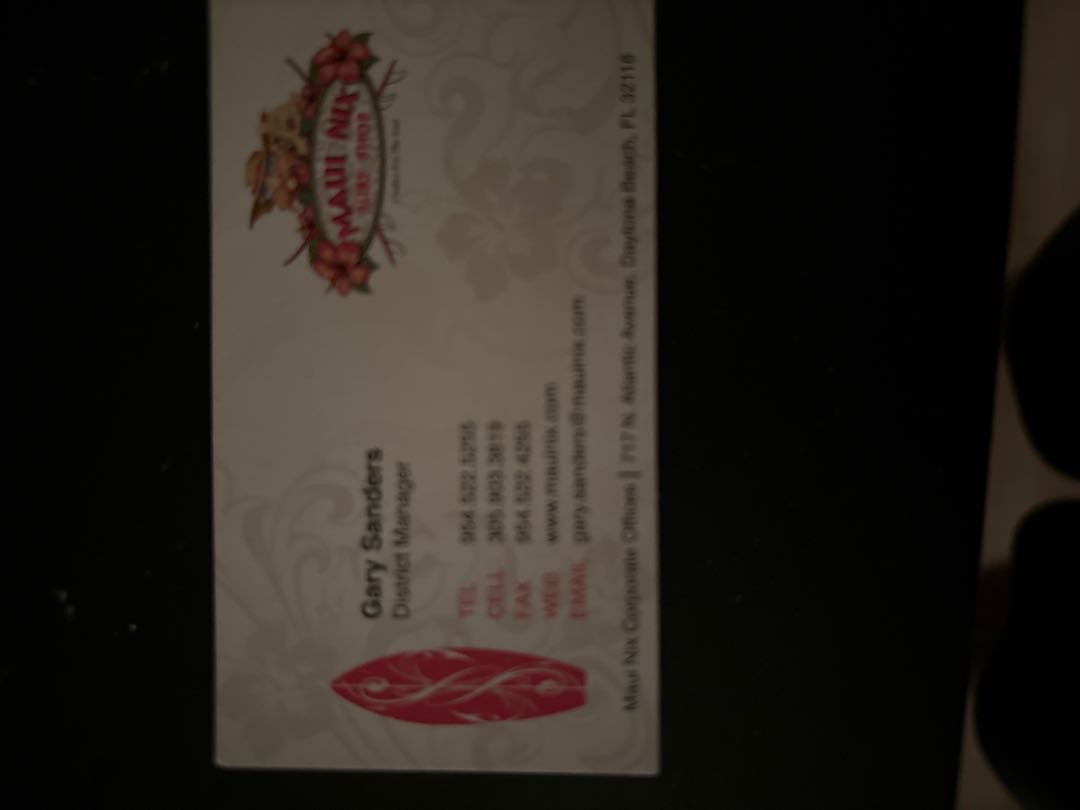 MAUI NIX
SURF SHOP
Gary Sanders
District Manager
TEL 954.522.5255
CELL 305.903.3819
FAX 954.522.4255
WEB www.mauinix.com
EMAIL gary.sanders@mauinix.com
Maui Nix Corporate Offices | 717 N. Atlantic Avenue, Daytona Beach, FL 32118